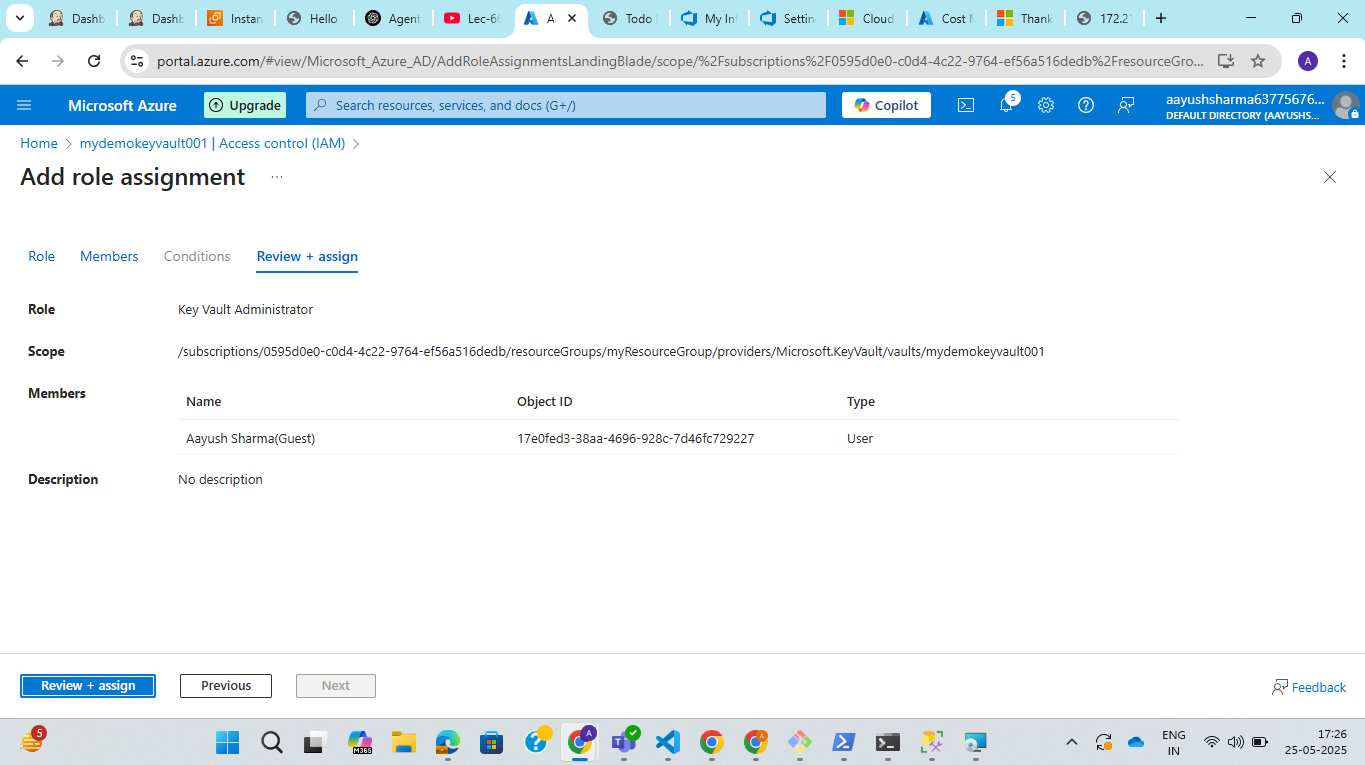 Dashb
Dashb
Instan
Hello
Agent
Lec-6
A
Todo
My Inf
Settin
Cloud
Cost M
Thank
172.2
portal.azure.com/#view/Microsoft_Azure_AD/AddRoleAssignmentsLandingBlade/scope/%2Fsubscriptions%2F0595d0e0-c0d4-4c22-9764-ef56a516dedb%2FresourceGro...
A
Microsoft Azure
Upgrade
Search resources, services, and docs (G+/)
Copilot
5
aayushsharma63775676...
DEFAULT DIRECTORY (AAYUSHS...
Home > mydemokeyvault001 | Access control (IAM) >
Add role assignment ...
Role Members Conditions Review + assign
Role Key Vault Administrator
Scope /subscriptions/0595d0e0-c0d4-4c22-9764-ef56a516dedb/resourceGroups/myResourceGroup/providers/Microsoft.KeyVault/vaults/mydemokeyvault001
Members
Name Object ID Type
Aayush Sharma(Guest) 17e0fed3-38aa-4696-928c-7d46fc729227 User
Description No description
Review + assign Previous Next
Feedback
5
M365
A
A
ENG
IN
17:26
25-05-2025